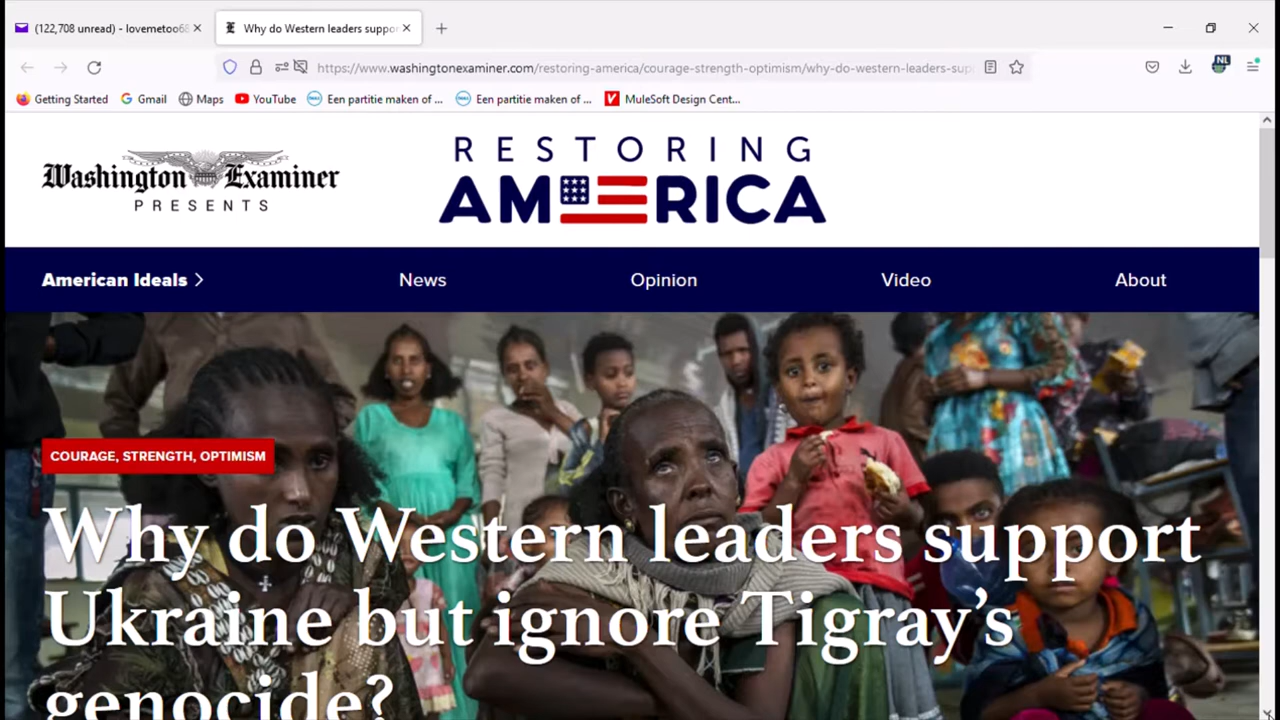 (122,708 unread) - lovemetoo65
Why do Western leaders suppo
https://www.washingtonexaminer.com/restoring-america/courage-strength-optimism/why-do-western-leaders-sup
NL
Getting Started
Gmail
Maps
YouTube
Een partitie maken of ...
Een partitie maken of ...
MuleSoft Design Cent...
Washington Examiner
PRESENTS
RESTORING
AMERICA
American Ideals
News
Opinion
Video
About
COURAGE, STRENGTH, OPTIMISM
Why do Western leaders support
Ukraine but ignore Tigray’s
genocide?